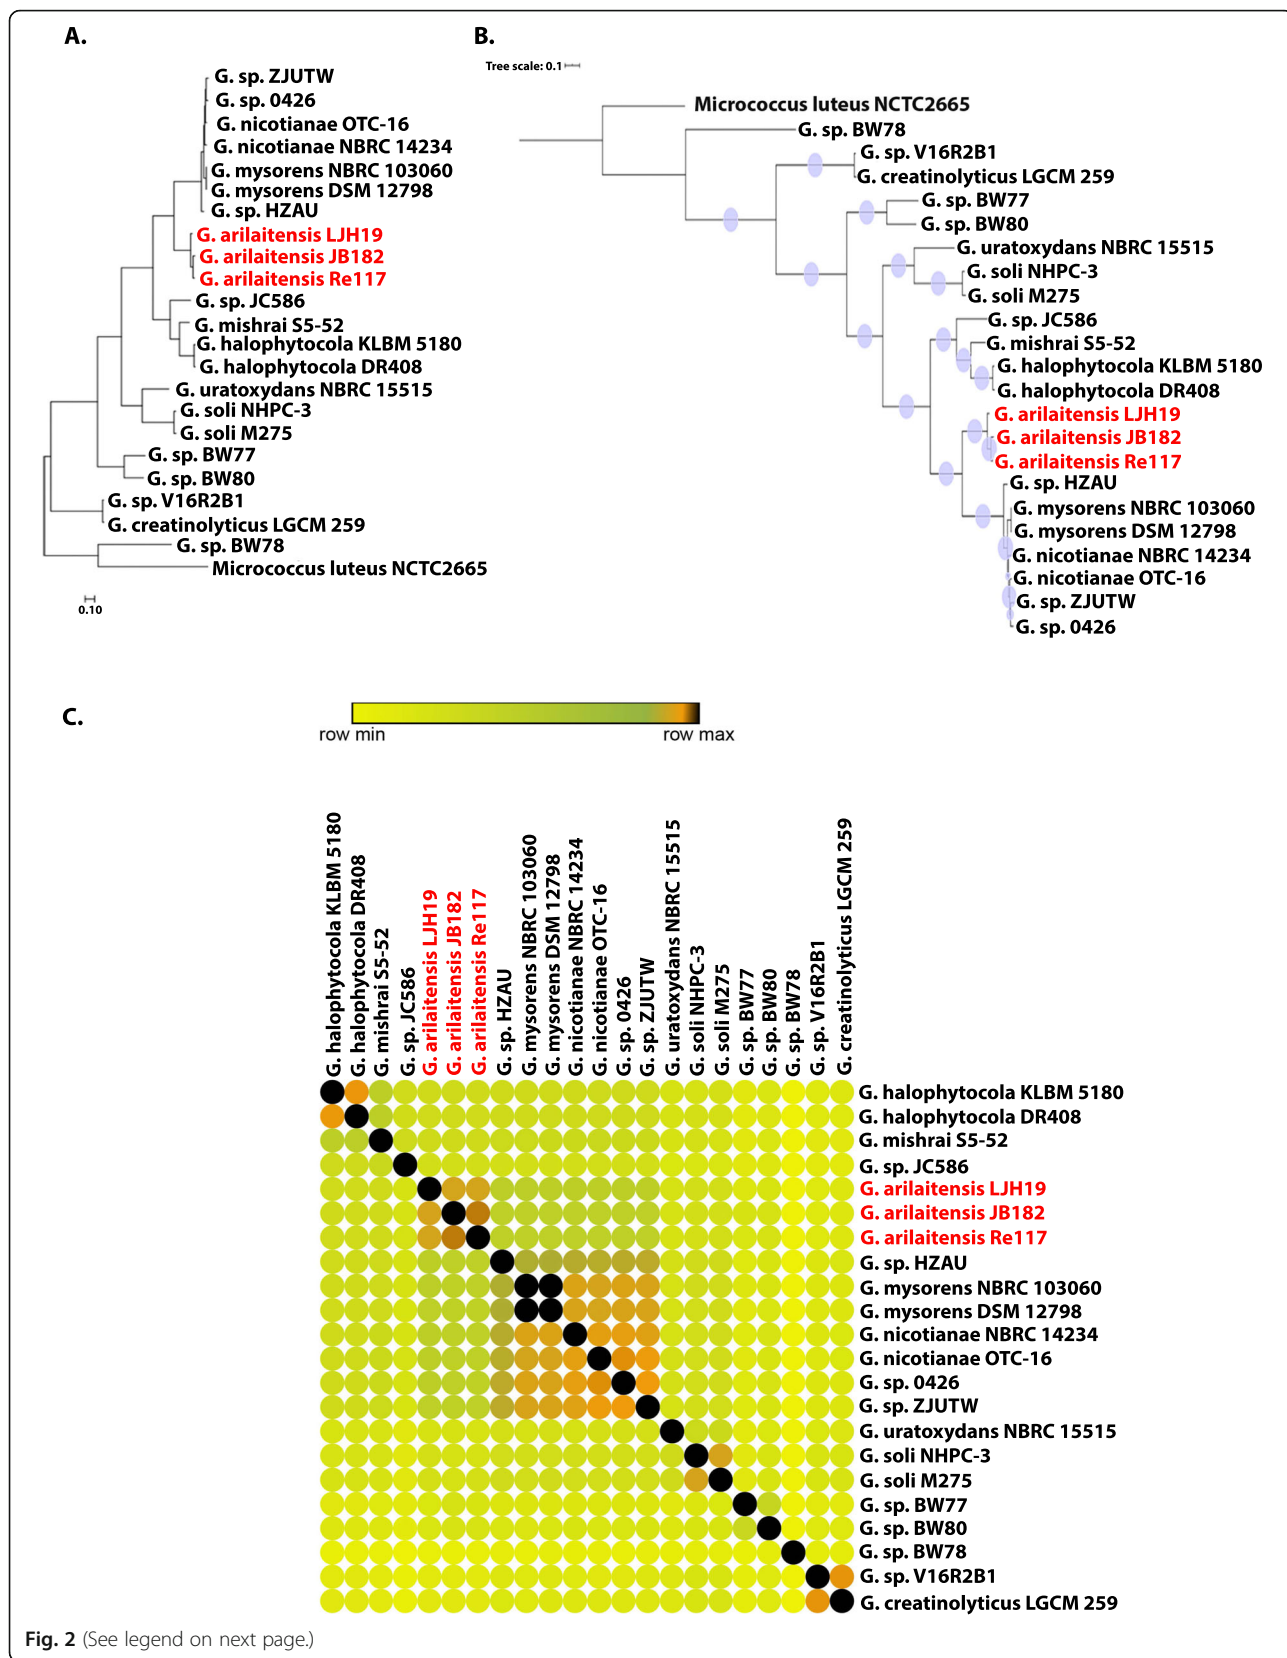 A.
G. sp. ZJUTW
G. sp. 0426
G. nicotianae OTC-16
G. nicotianae NBRC 14234
G. mysorens NBRC 103060
G. mysorens DSM 12798
G. sp. HZAU
G. arilaitensis LJH19
G. arilaitensis JB182
G. arilaitensis Re117
G. sp. JC586
G. mishrai S5-52
G. halophytocola KLBM 5180
G. halophytocola DR408
G. uratoxydans NBRC 15515
G. soli NHPC-3
G. soli M275
G. sp. BW77
G. sp. BW80
G. sp. V16R2B1
G. creatinolyticus LGCM 259
G. sp. BW78
Micrococcus luteus NCTC2665
0.10
B.
Tree scale: 0.1
Micrococcus luteus NCTC2665
G. sp. BW78
G. sp. V16R2B1
G. creatinolyticus LGCM 259
G. sp. BW77
G. sp. BW80
G. uratoxydans NBRC 15515
G. soli NHPC-3
G. soli M275
G. sp. JC586
G. mishrai S5-52
G. halophytocola KLBM 5180
G. halophytocola DR408
G. arilaitensis LJH19
G. arilaitensis JB182
G. arilaitensis Re117
G. sp. HZAU
G. mysorens NBRC 103060
G. mysorens DSM 12798
G. nicotianae NBRC 14234
G. nicotianae OTC-16
G. sp. ZJUTW
G. sp. 0426
C.
row min
row max
G. halophytocola KLBM 5180
G. halophytocola DR408
G. mishrai S5-52
G. sp. JC586
G. arilaitensis LJH19
G. arilaitensis JB182
G. arilaitensis Re117
G. sp. HZAU
G. mysorens NBRC 103060
G. mysorens DSM 12798
G. nicotianae NBRC 14234
G. nicotianae OTC-16
G. sp. 0426
G. sp. ZJUTW
G. uratoxydans NBRC 15515
G. soli NHPC-3
G. soli M275
G. sp. BW77
G. sp. BW80
G. sp. BW78
G. sp. V16R2B1
G. creatinolyticus LGCM 259
G. halophytocola KLBM 5180
G. halophytocola DR408
G. mishrai S5-52
G. sp. JC586
G. arilaitensis LJH19
G. arilaitensis JB182
G. arilaitensis Re117
G. sp. HZAU
G. mysorens NBRC 103060
G. mysorens DSM 12798
G. nicotianae NBRC 14234
G. nicotianae OTC-16
G. sp. 0426
G. sp. ZJUTW
G. uratoxydans NBRC 15515
G. soli NHPC-3
G. soli M275
G. sp. BW77
G. sp. BW80
G. sp. BW78
G. sp. V16R2B1
G. creatinolyticus LGCM 259
Fig. 2 (See legend on next page.)